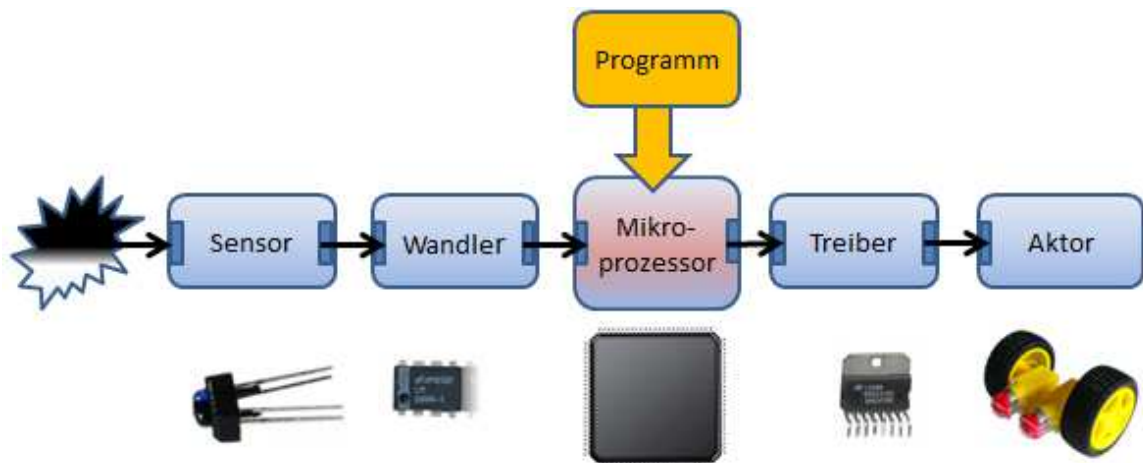 Programm
Sensor
Wandler
Mikro-
prozessor
Treiber
Aktor